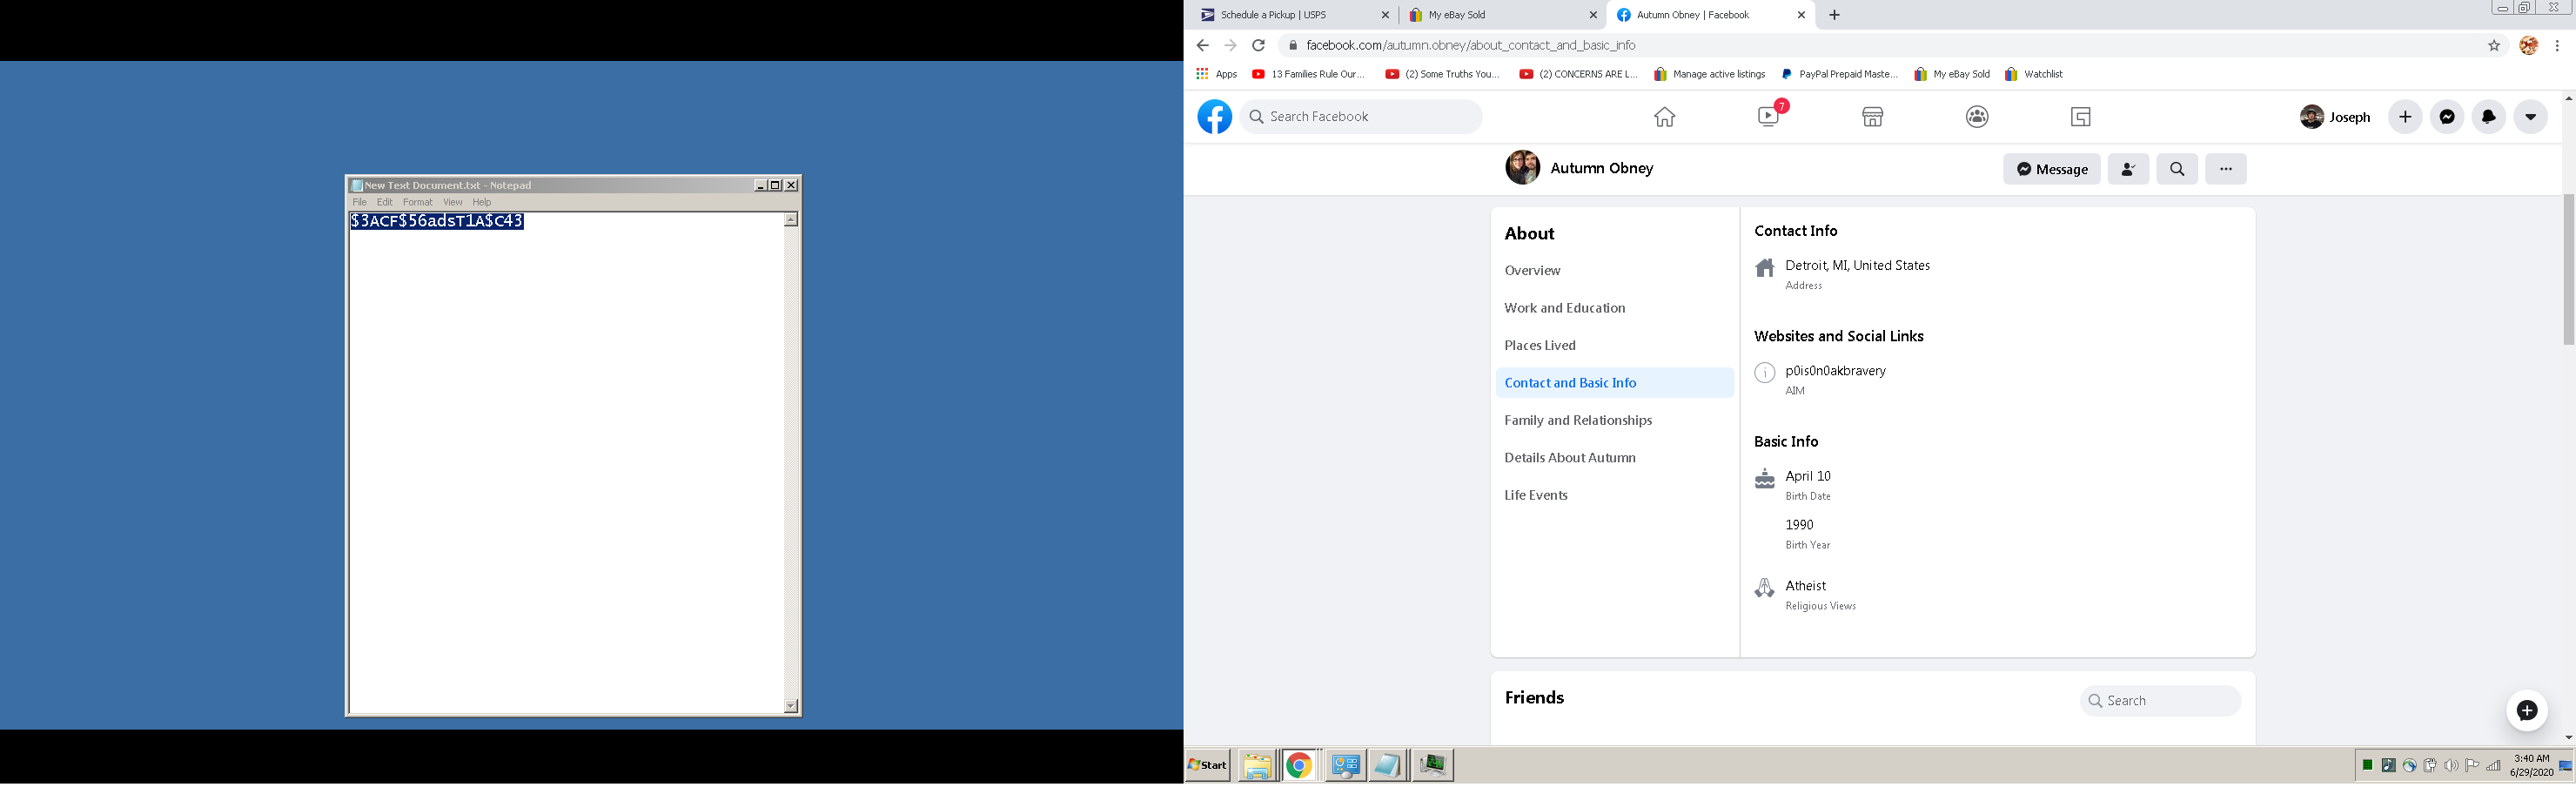 New Text Document.txt - Notepad
File Edit Format View Help
$3ACF$56adsT1A$C43
Schedule a Pickup | USPS
My eBay Sold
Autumn Obney | Facebook
facebook.com/autumn.obney/about_contact_and_basic_info
Apps
13 Families Rule Our...
(2) Some Truths You...
(2) CONCERNS ARE L...
Manage active listings
PayPal Prepaid Maste...
My eBay Sold
Watchlist
Search Facebook
7
Joseph
Autumn Obney
Message
About
Overview
Work and Education
Places Lived
Contact and Basic Info
Family and Relationships
Details About Autumn
Life Events
Contact Info
Detroit, MI, United States
Address
Websites and Social Links
p0is0n0akbravery
AIM
Basic Info
April 10
Birth Date
1990
Birth Year
Atheist
Religious Views
Friends
Search
Start
3:40 AM
6/29/2020